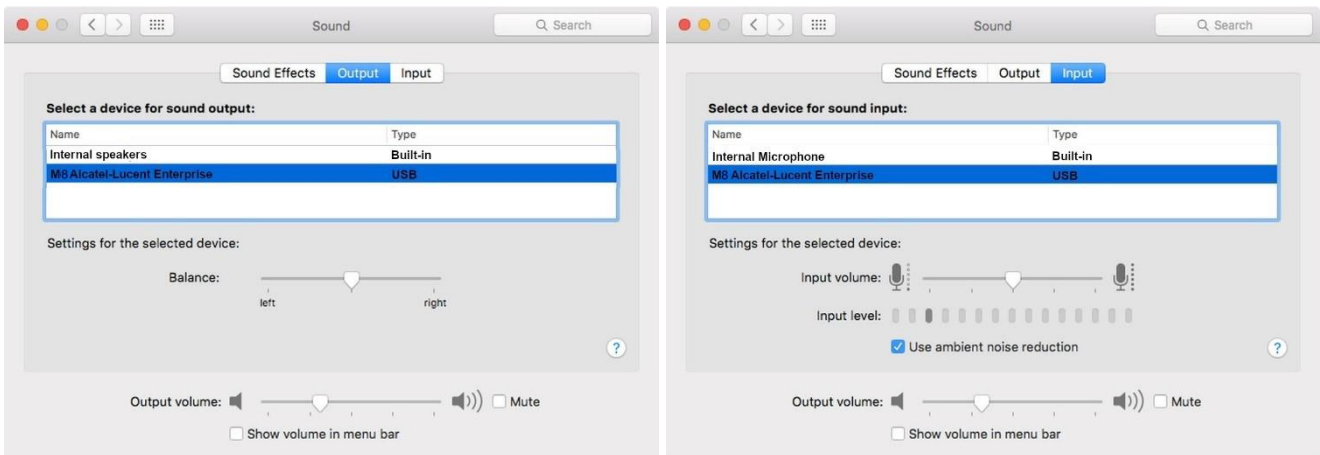 Sound
Search
Sound Effects Output Input
Select a device for sound output:
Name Type
Internal speakers Built-in
M8 Alcatel-Lucent Enterprise USB
Settings for the selected device:
Balance:
left right
?
Output volume: Mute
Show volume in menu bar
Sound
Search
Sound Effects Output Input
Select a device for sound input:
Name Type
Internal Microphone Built-in
M8 Alcatel-Lucent Enterprise USB
Settings for the selected device:
Input volume:
Input level:
Use ambient noise reduction
?
Output volume: Mute
Show volume in menu bar